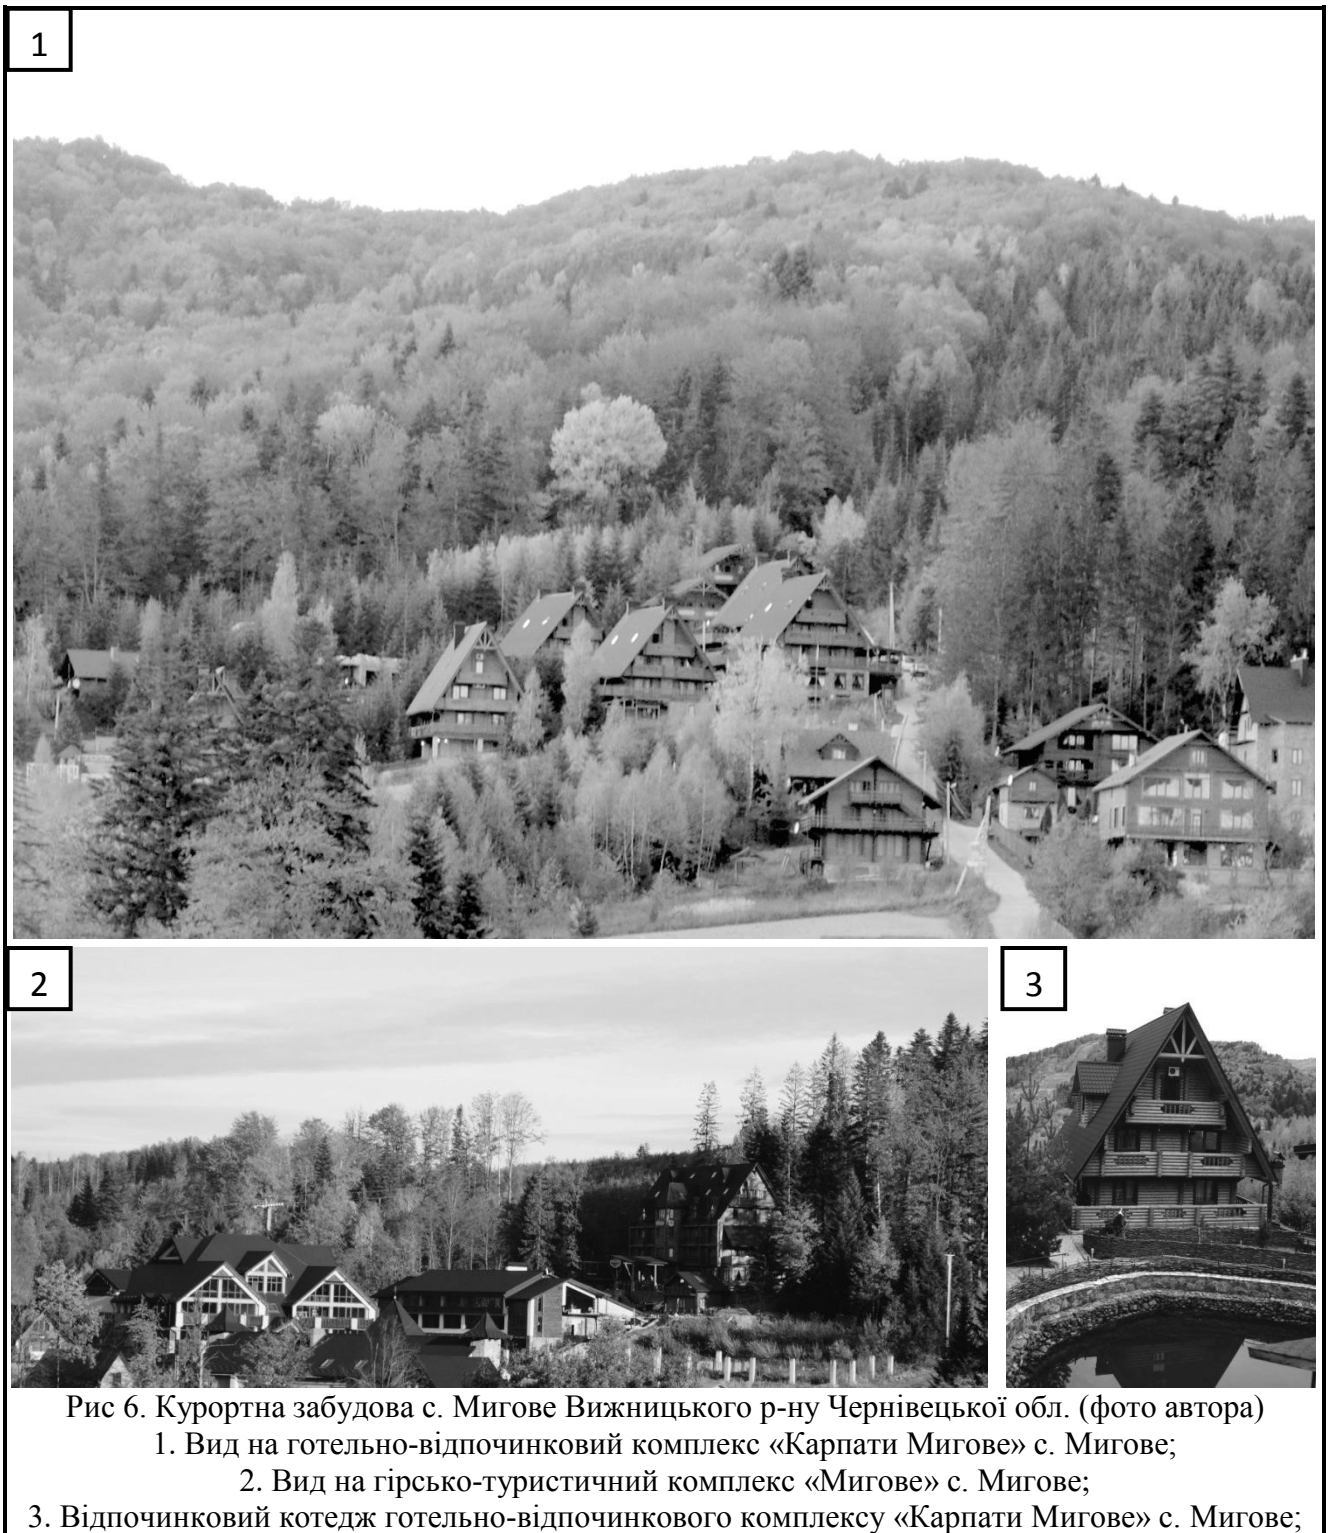 1
2
3
Рис 6. Курортна забудова с. Мигове Вижницького р-ну Чернівецької обл. (фото автора)
1. Вид на готельно-відпочинковий комплекс «Карпати Мигове» с. Мигове;
2. Вид на гірсько-туристичний комплекс «Мигове» с. Мигове;
3. Відпочинковий котедж готельно-відпочинкового комплексу «Карпати Мигове» с. Мигове;